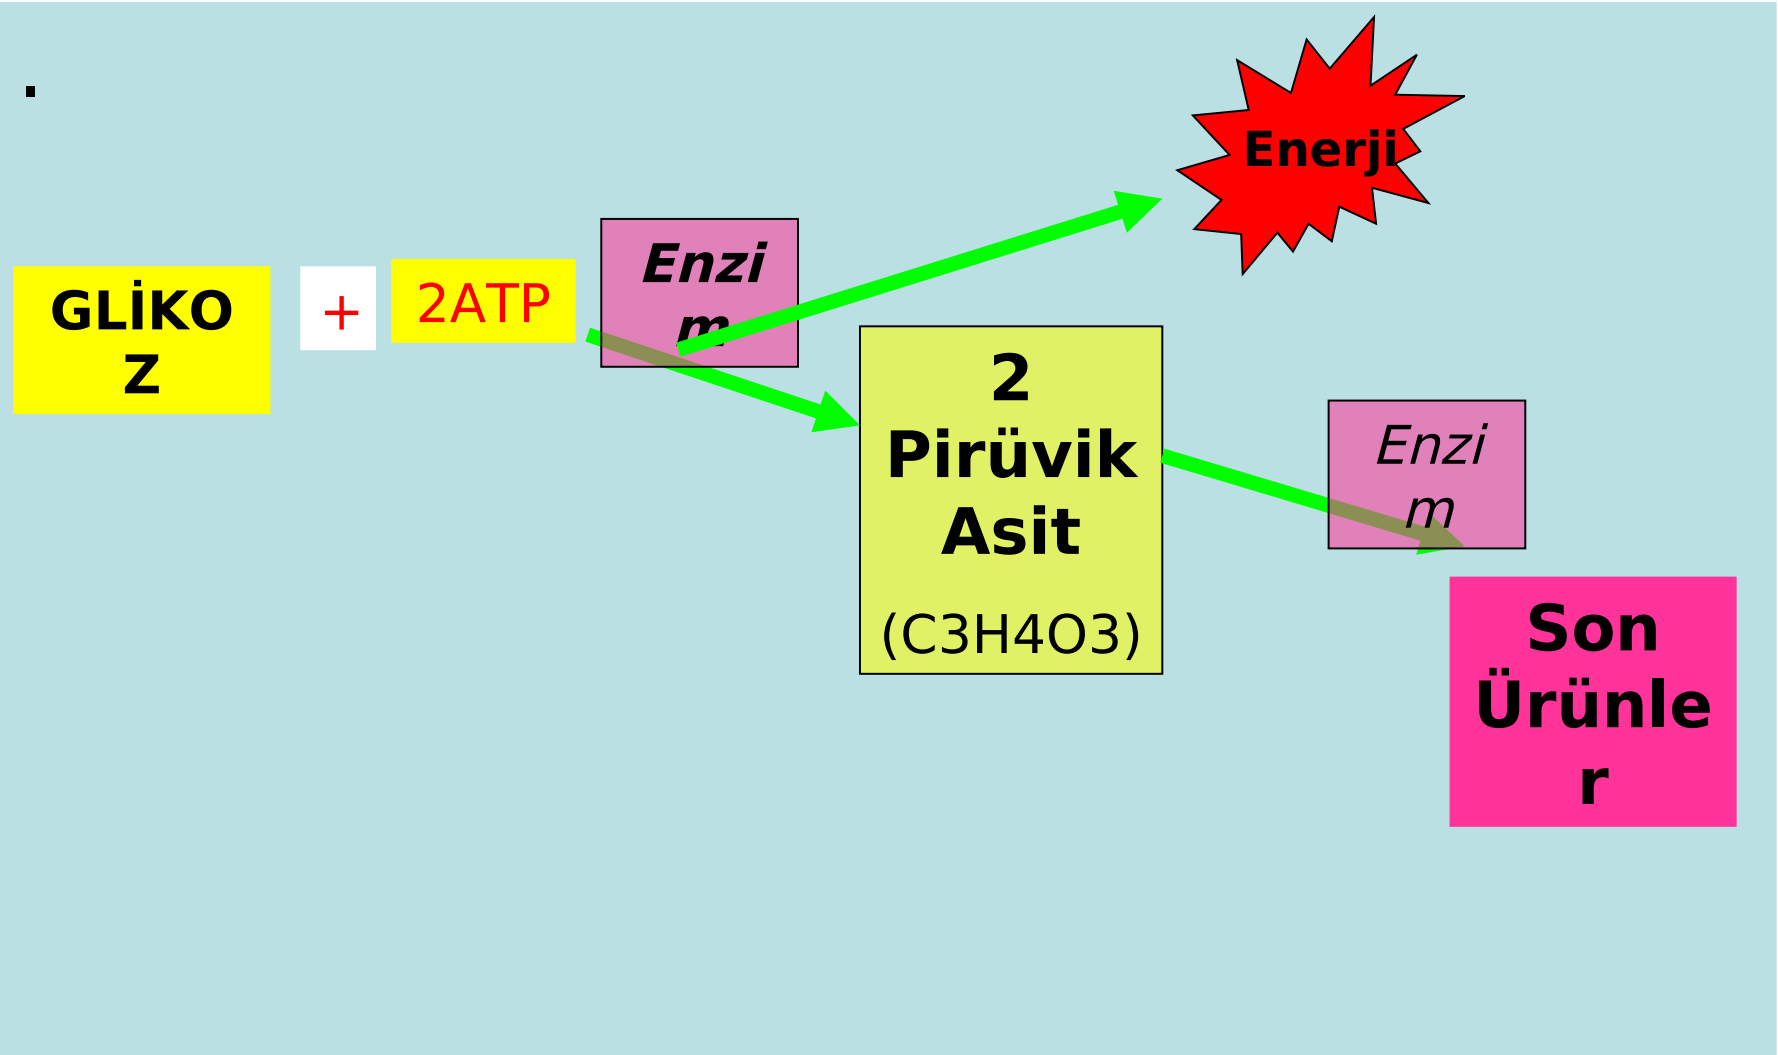 .
Enerji
GLİKO
Z
+
2ATP
Enzi
m
2
Pirüvik
Asit
(C3H4O3)
Enzi
m
Son
Ürünle
r